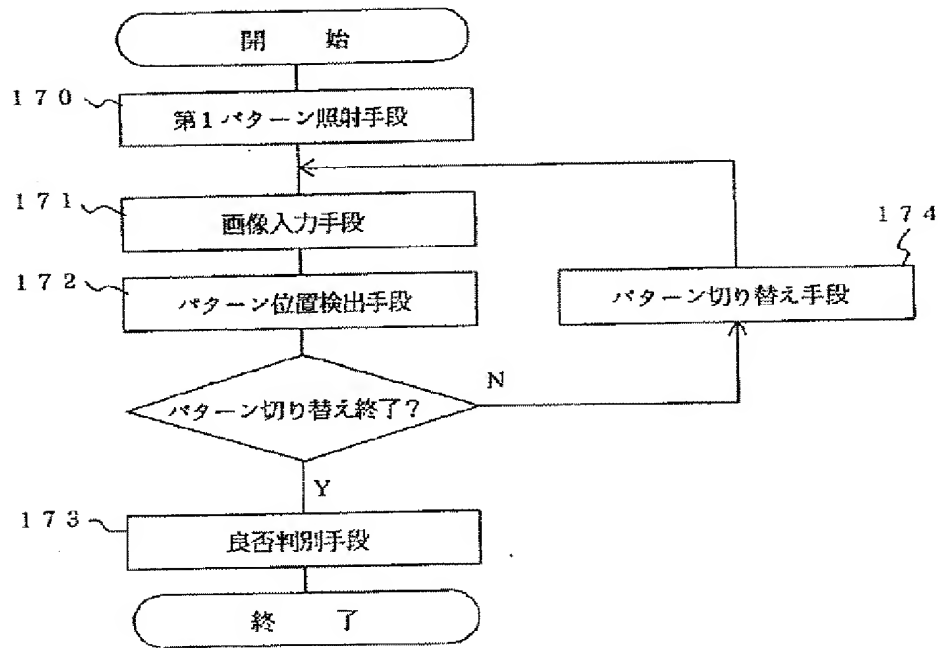 開 始
170
第1パターン照射手段
171
画像入力手段
174
172
パターン位置検出手段
パターン切り替え手段
N
パターン切り替え終了?
Y
173
良否判別手段
終 了